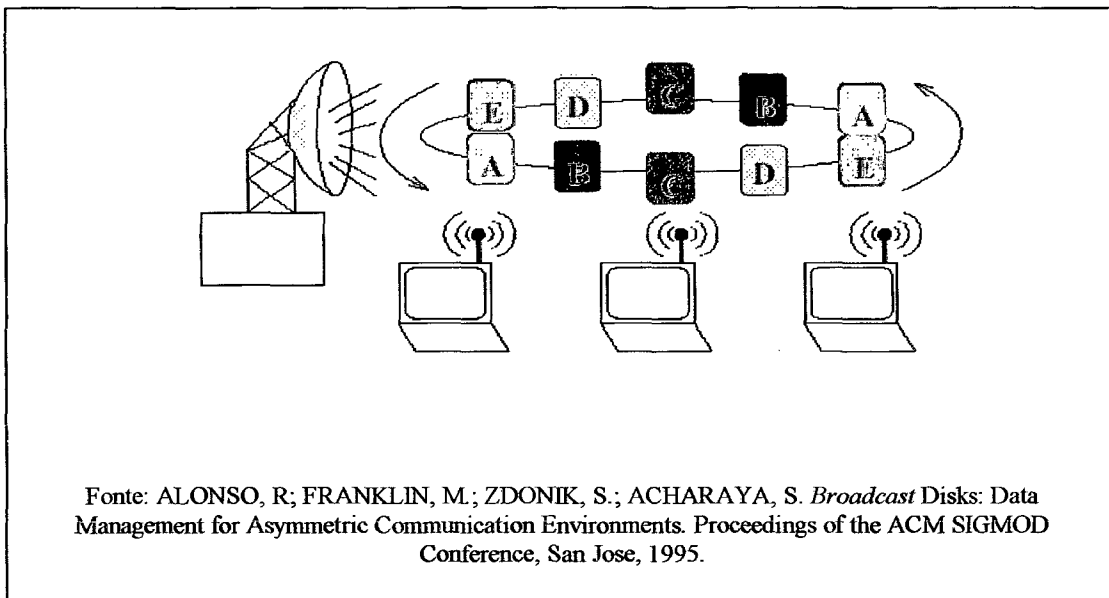 E D C B A
A B C D E
Fonte: ALONSO, R; FRANKLIN, M.; ZDONIK, S.; ACHARAYA, S. Broadcast Disks: Data
Management for Asymmetric Communication Environments. Proceedings of the ACM SIGMOD
Conference, San Jose, 1995.